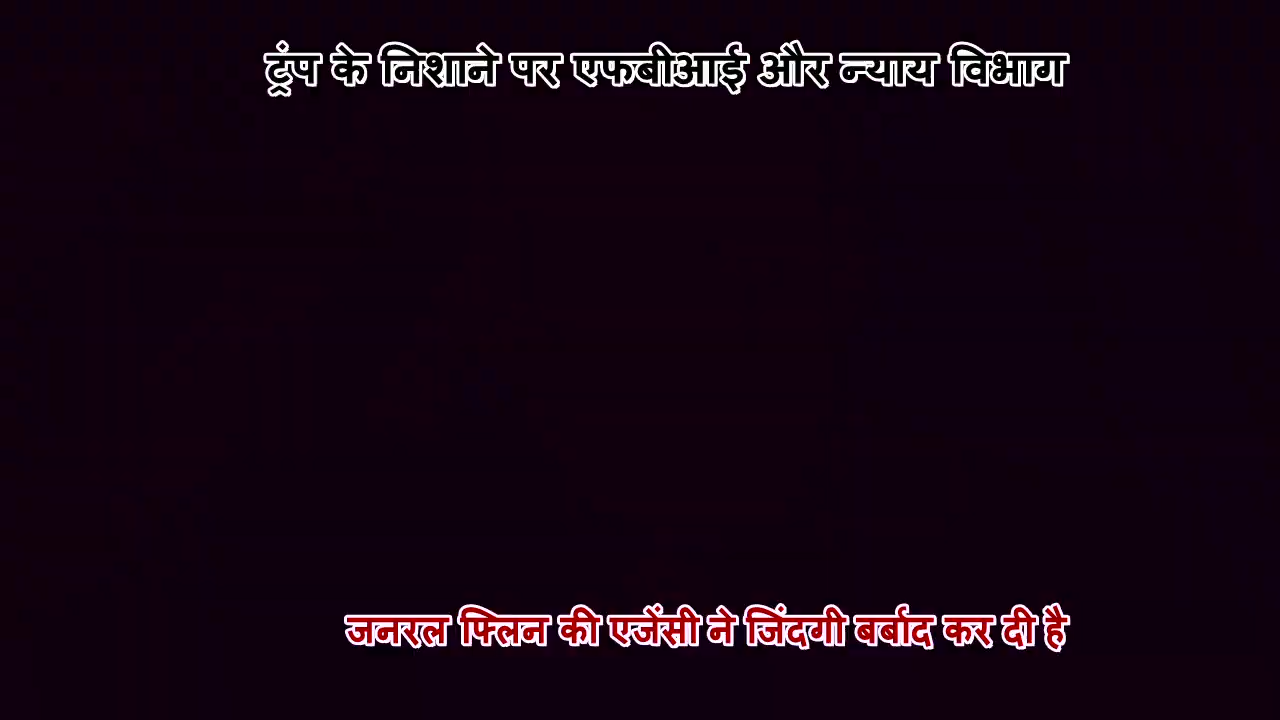 ट्रंप के निशाने पर एफबीआई और न्याय विभाग
जनरल फ्लिन की एजेंसी ने जिंदगी बर्बाद कर दी है